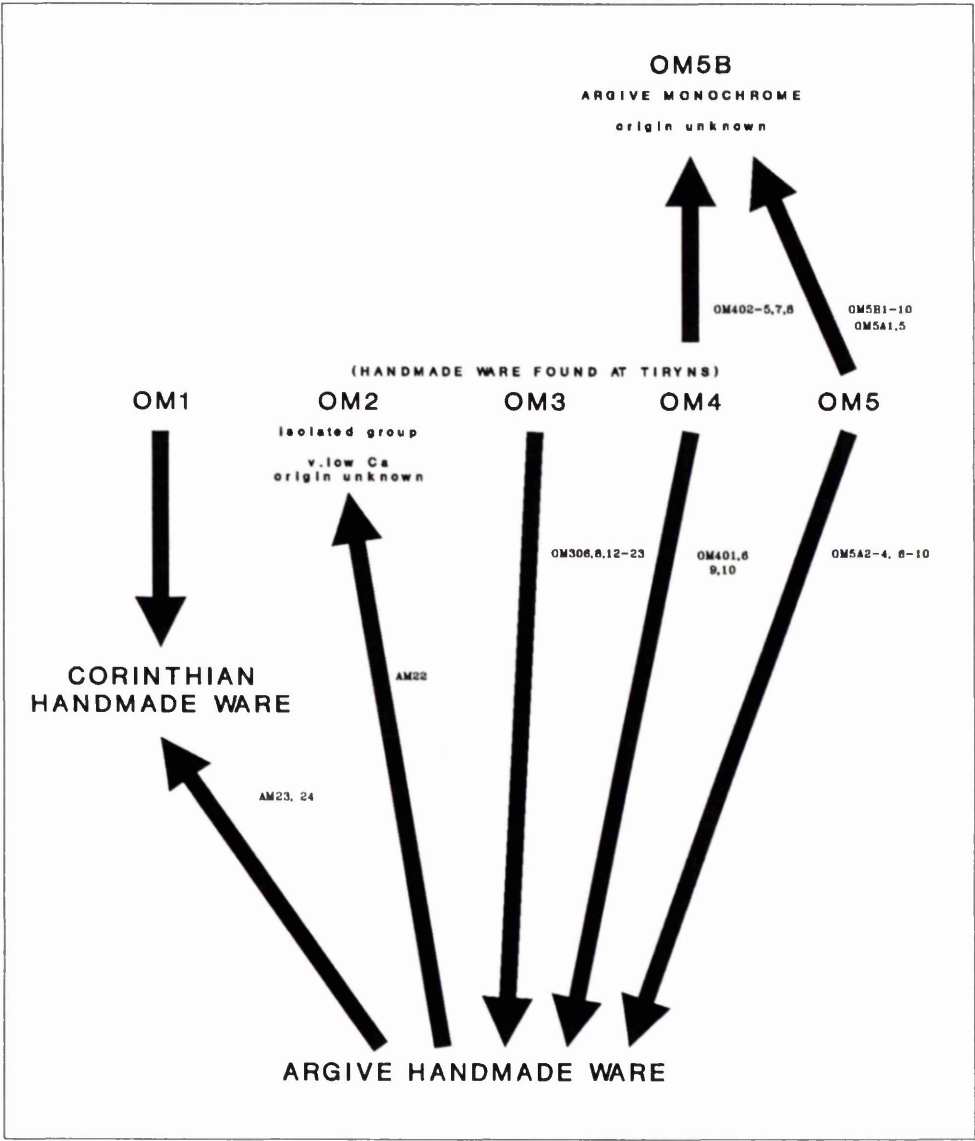 OM5B
ARGIVE MONOCHROME
origin unknown
OM402-5,7,8
OM5B1-10
OM5A1,5
(HANDMADE WARE FOUND AT TIRYNS)
OM1
OM2
OM3
OM4
OM5
isolated group
v.low Ca
origin unknown
OM306,8,12-23
OM401,6
9,10
OM5A2-4, 6-10
CORINTHIAN
HANDMADE WARE
AM22
AM23, 24
ARGIVE HANDMADE WARE